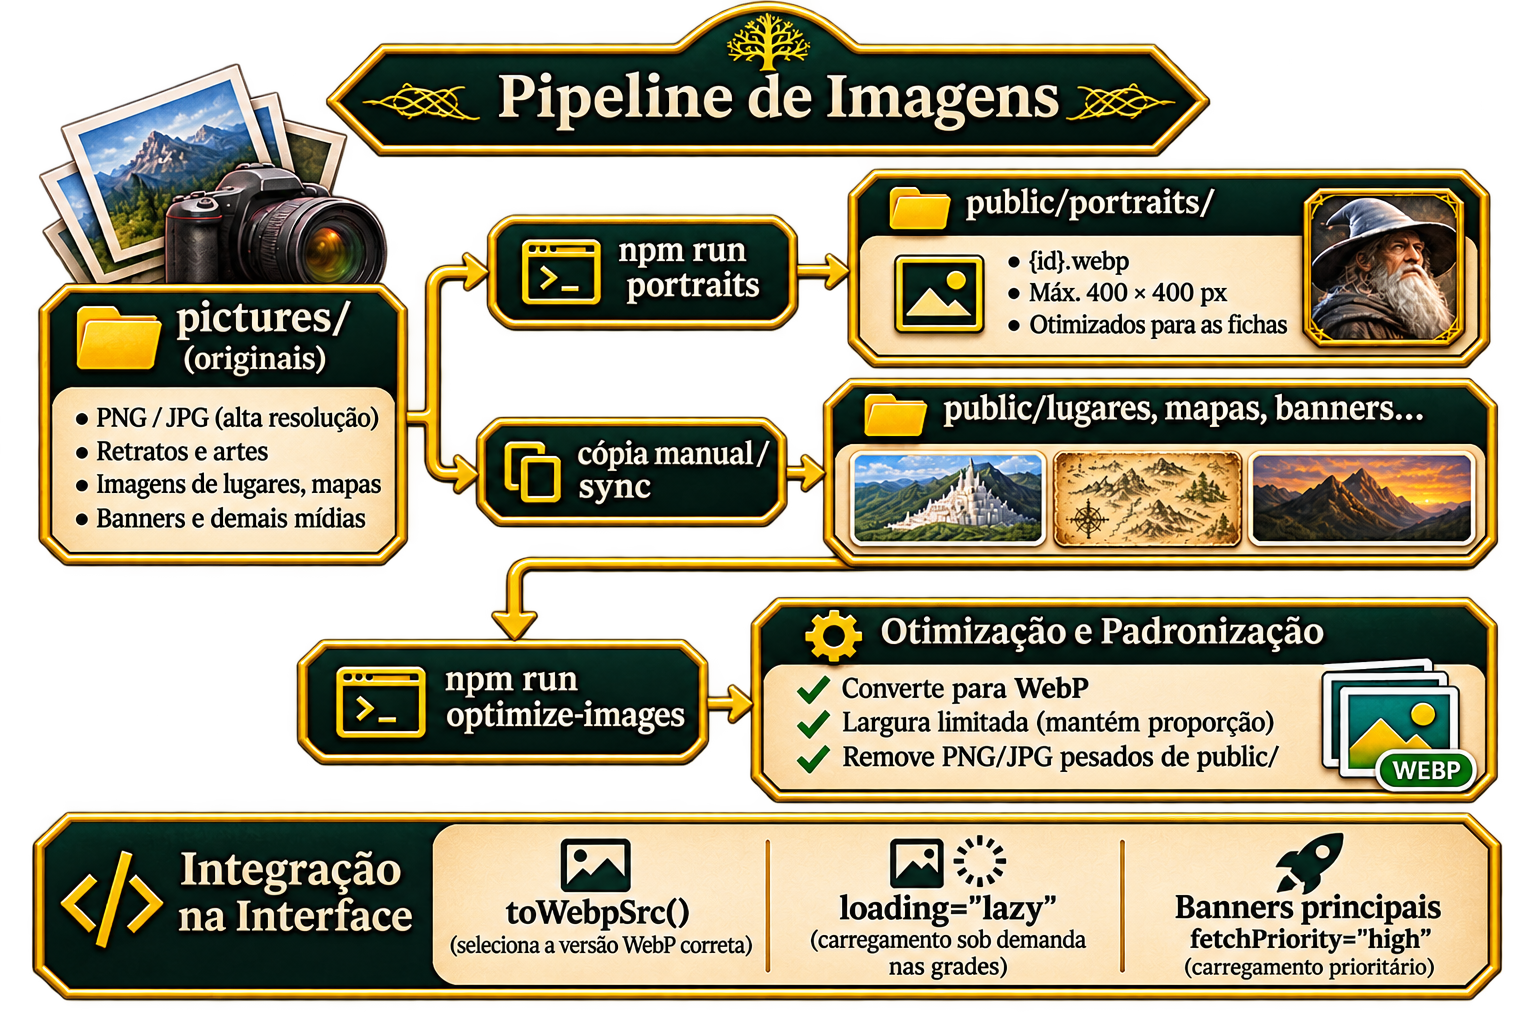 Pipeline de Imagens
pictures/
(originais)
• PNG / JPG (alta resolução)
• Retratos e artes
• Imagens de lugares, mapas
• Banners e demais mídias
npm run
portraits
public/portraits/
• {id}.webp
• Máx. 400 × 400 px
• Otimizados para as fichas
cópia manual/
sync
public/lugares, mapas, banners...
npm run
optimize-images
Otimização e Padronização
✓ Converte para WebP
✓ Largura limitada (mantém proporção)
✓ Remove PNG/JPG pesados de public/
WEBP
</>
Integração
na Interface
toWebpSrc()
(seleciona a versão WebP correta)
loading="lazy"
(carregamento sob demanda
nas grades)
Banners principais
fetchPriority="high"
(carregamento prioritário)